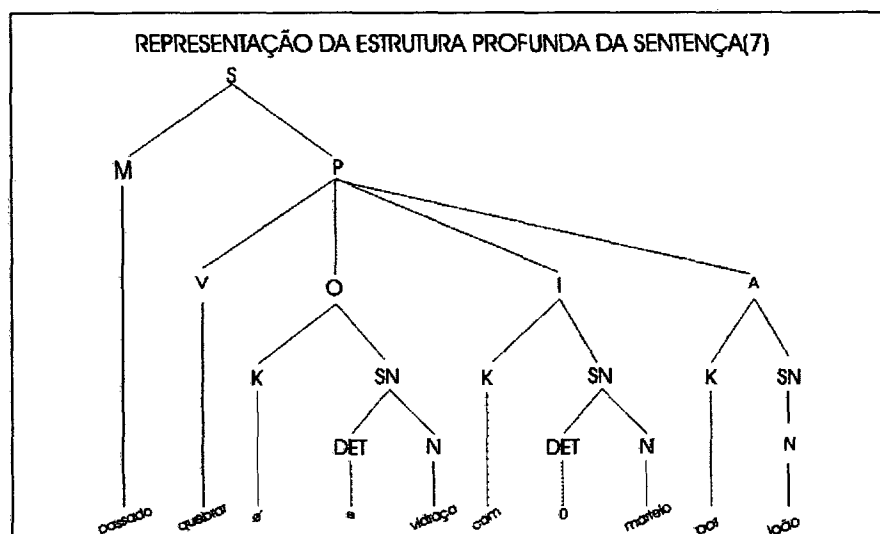 REPRESENTAÇÃO DA ESTRUTURA PROFUNDA DA SENTENÇA(7)
S
M P
V O I A
K SN K SN K SN
DET N DET N N
passado quebrar ø a vidraça com o martelo por João